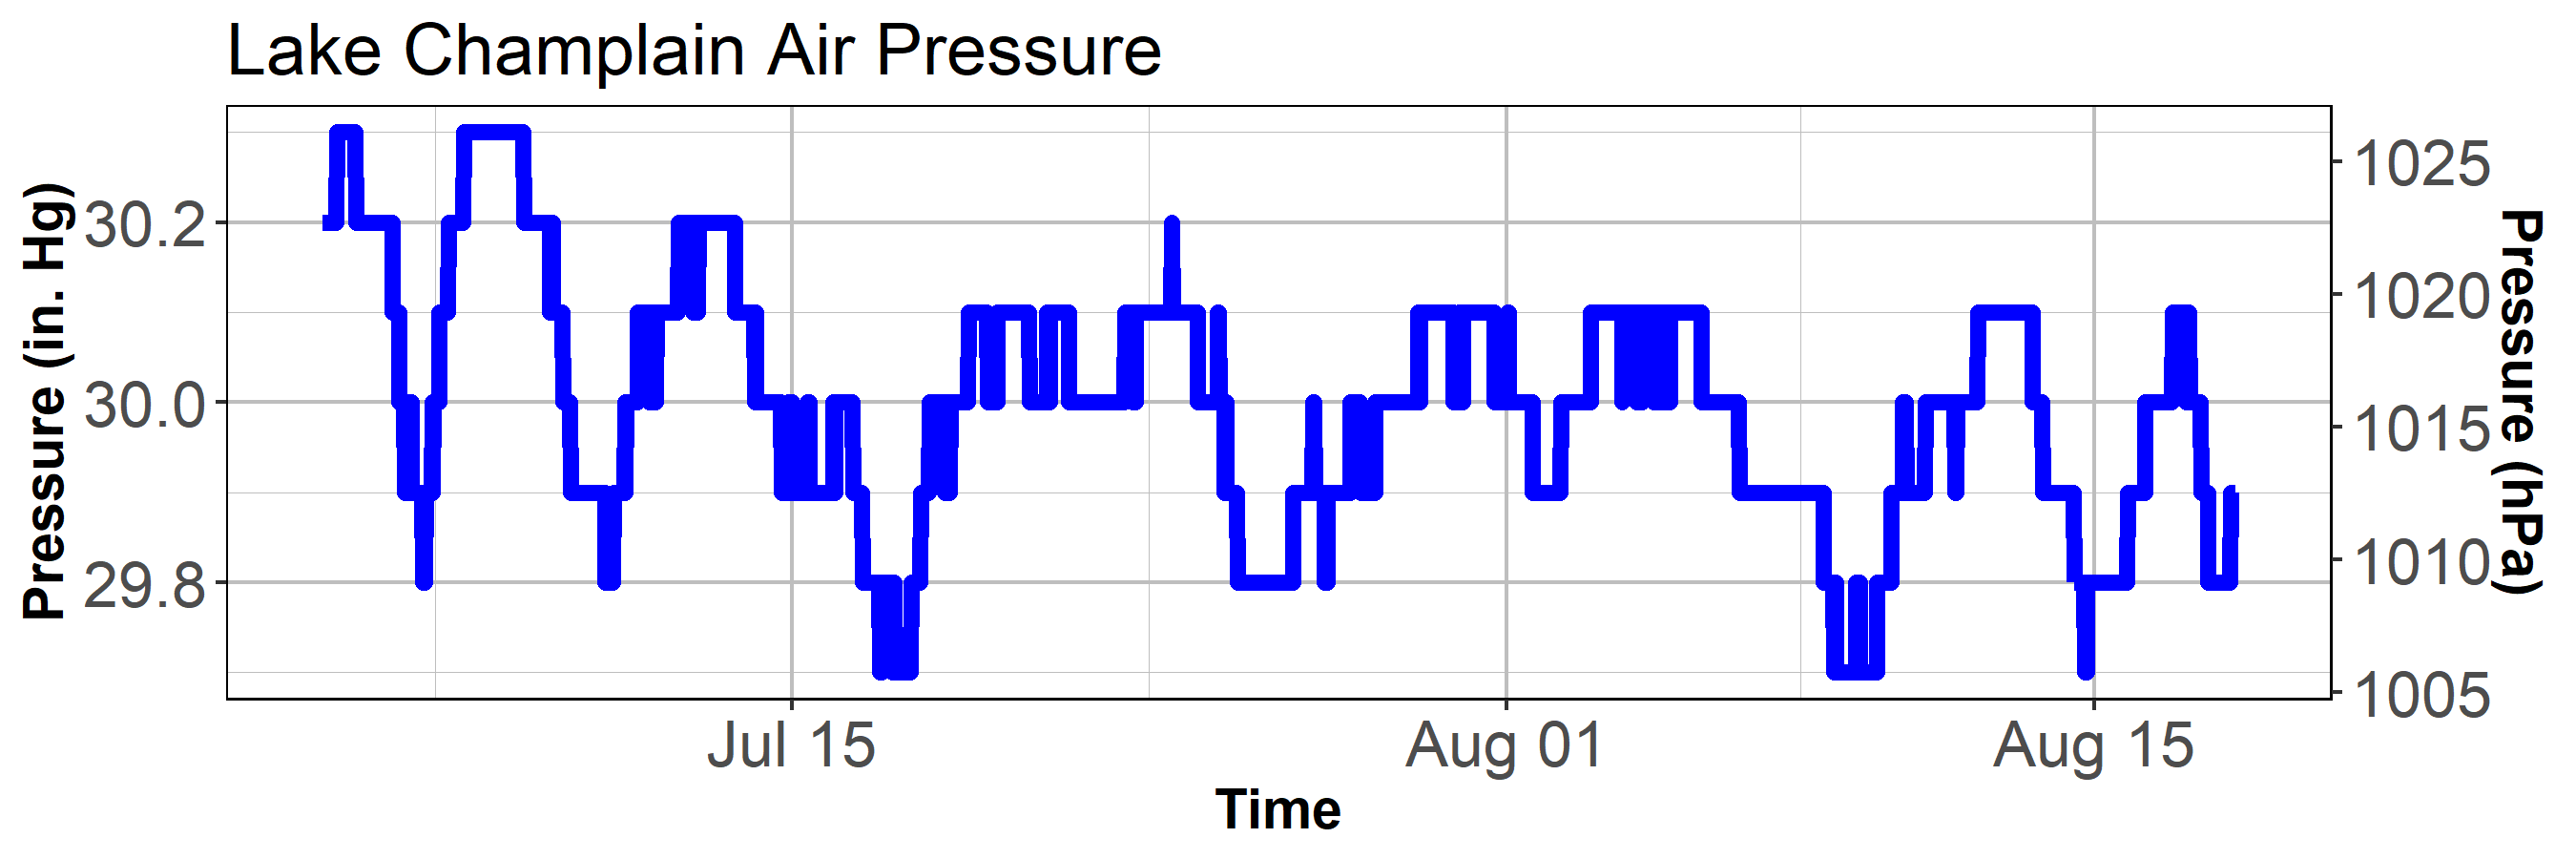 Lake Champlain Air Pressure
Pressure (in. Hg)
30.2
30.0
29.8
1025
1020
1015
1010
1005
Pressure (hPa)
Jul 15
Aug 01
Aug 15
Time